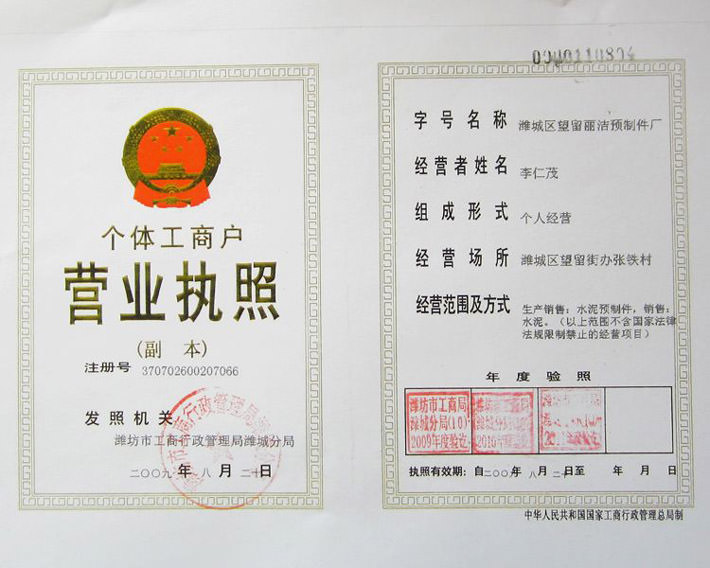 个体工商户
营业执照
(副 本)
注册号 370702600207066
发照机关
潍坊市工商行政管理局潍城分局
二〇〇九 年 八 月 二十 日
字号名称 潍城区望留丽洁预制件厂
经营者姓名 李仁茂
组成形式 个人经营
经营场所 潍城区望留街办张铁村
经营范围及方式 生产销售：水泥预制件，销售：
水泥。（以上范围不含国家法律
法规限制禁止的经营项目）
年度验照
潍坊市工商局
潍城分局(10)
2009年度验讫
执照有效期：自二〇〇九年八月二十日至 年 月 日
中华人民共和国国家工商行政管理总局制